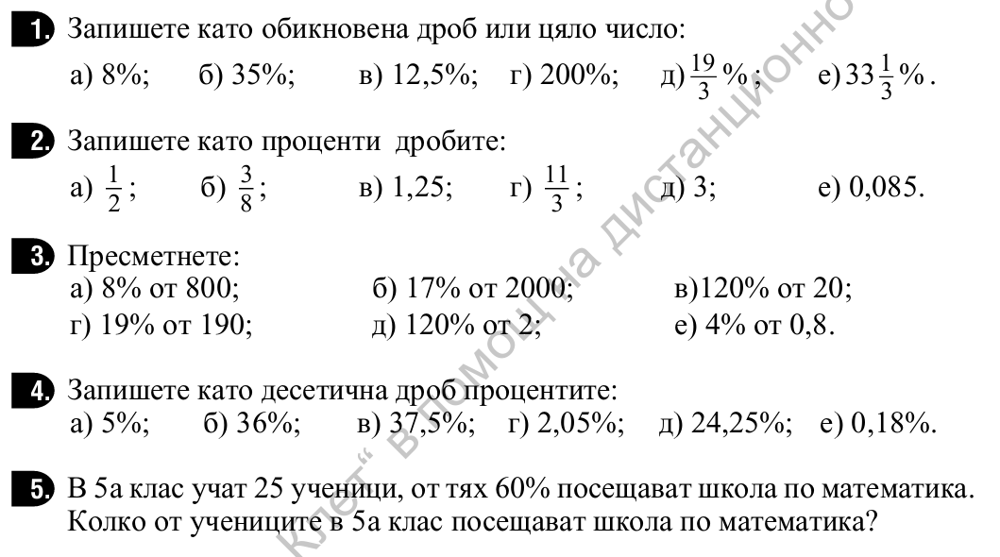 1. Запишете като обикновена дроб или цяло число:
а) 8%; б) 35%; в) 12,5%; г) 200%; д) 19/3 %; е) 33 1/3 %.
2. Запишете като проценти дробите:
а) 1/2; б) 3/8; в) 1,25; г) 11/3; д) 3; е) 0,085.
3. Пресметнете:
а) 8% от 800; б) 17% от 2000; в)120% от 20;
г) 19% от 190; д) 120% от 2; е) 4% от 0,8.
4. Запишете като десетична дроб процентите:
а) 5%; б) 36%; в) 37,5%; г) 2,05%; д) 24,25%; е) 0,18%.
5. В 5а клас учат 25 ученици, от тях 60% посещават школа по математика.
Колко от учениците в 5а клас посещават школа по математика?
Клет“ в помощ на дистанционно